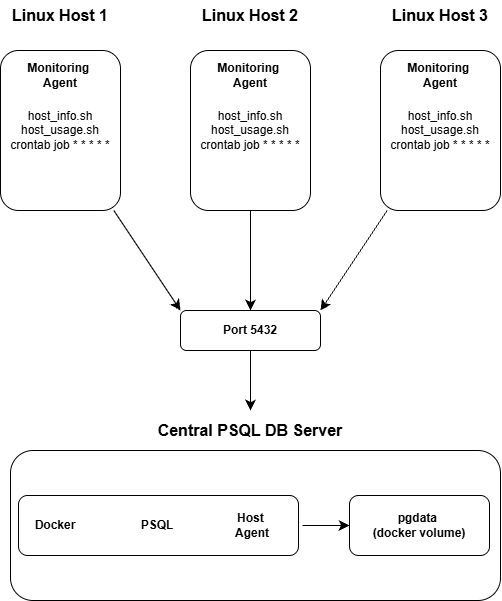 Linux Host 1
Linux Host 2
Linux Host 3
Monitoring
Agent
host_info.sh
host_usage.sh
crontab job * * * * *
Monitoring
Agent
host_info.sh
host_usage.sh
crontab job * * * * *
Monitoring
Agent
host_info.sh
host_usage.sh
crontab job * * * * *
Port 5432
Central PSQL DB Server
Docker
PSQL
Host
Agent
pgdata
(docker volume)